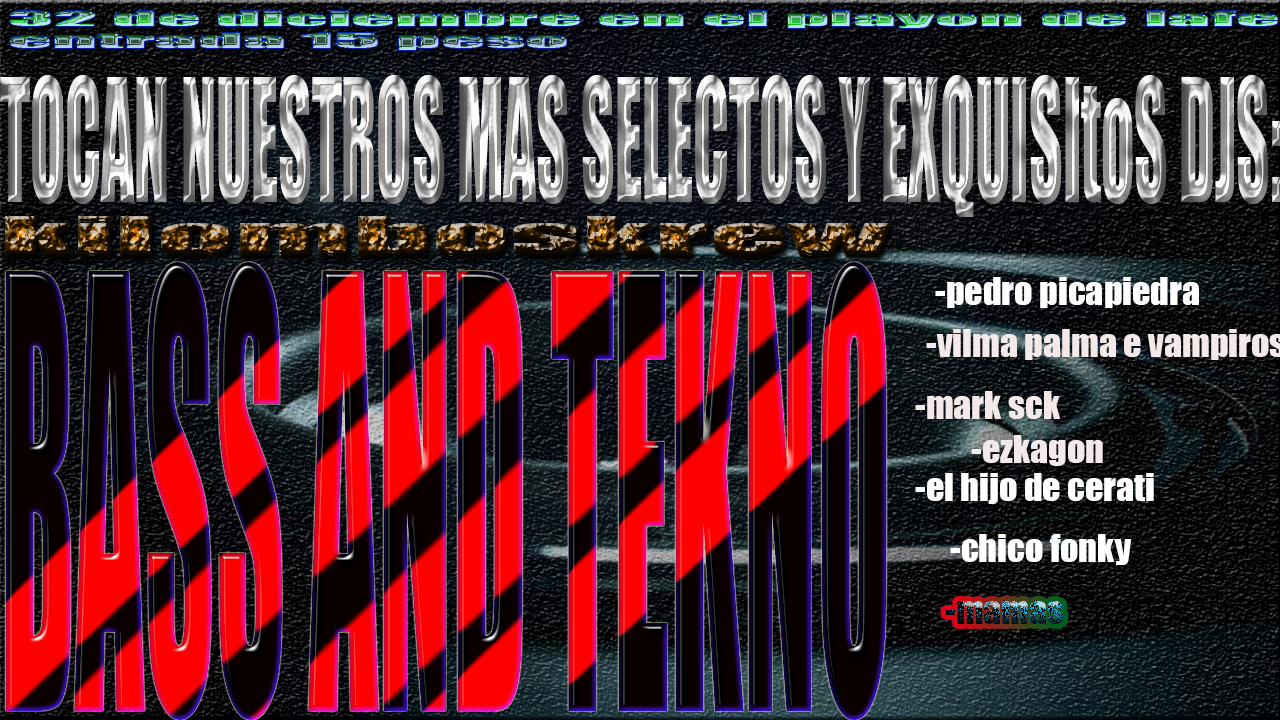 32 de diciembre en el playon de lafe
entrada 15 peso
TOCAN NUESTROS MAS SELECTOS Y EXQUISItoS DJS:
kilomboskrew
BASS AND TEKNO
-pedro picapiedra
-vilma palma e vampiros
-mark sck
-ezkagon
-el hijo de cerati
-chico fonky
-mamas